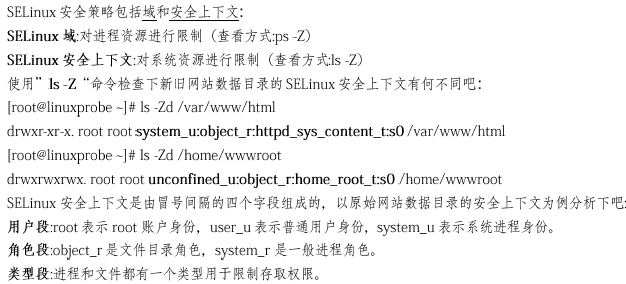 SELinux 安全策略包括域和安全上下文：
SELinux 域:对进程资源进行限制（查看方式:ps -Z）
SELinux 安全上下文:对系统资源进行限制（查看方式:ls -Z）
使用”ls -Z“命令检查下新旧网站数据目录的 SELinux 安全上下文有何不同吧：
[root@linuxprobe ~]# ls -Zd /var/www/html
drwxr-xr-x. root root:system_u:object_r:httpd_sys_content_t:s0 /var/www/html
[root@linuxprobe ~]# ls -Zd /home/wwwroot
drwxrwxrwx. root root unconfined_u:object_r:home_root_t:s0 /home/wwwroot
SELinux 安全上下文是由冒号间隔的四个字段组成的，以原始网站数据目录的安全上下文为例分析下吧:
用户段:root 表示 root 账户身份，user_u 表示普通用户身份，system_u 表示系统进程身份。
角色段:object_r 是文件目录角色，system_r 是一般进程角色。
类型段:进程和文件都有一个类型用于限制存取权限。